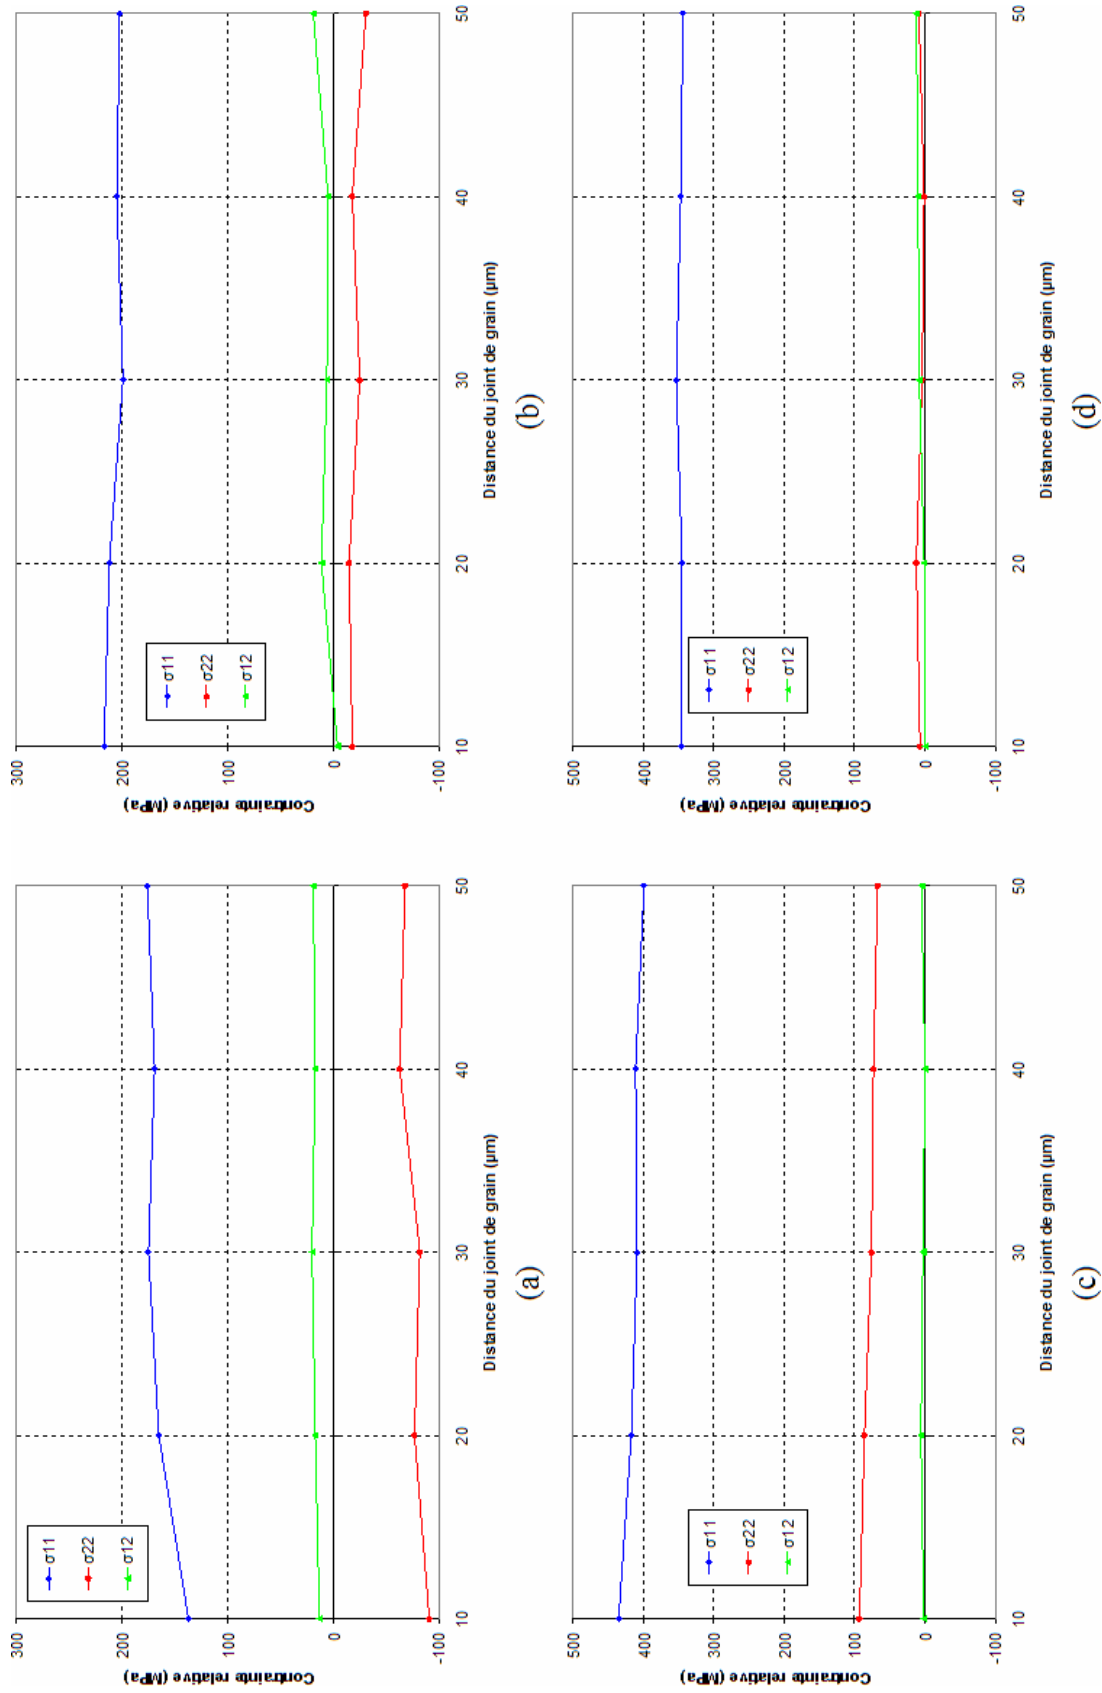 300
200
100
0
-100
10
20
30
40
50
Contrainte relative (MPa)
Distance du joint de grain (µm)
σ11
σ22
σ12
(a)
300
200
100
0
-100
10
20
30
40
50
Contrainte relative (MPa)
Distance du joint de grain (µm)
σ11
σ22
σ12
(b)
500
400
300
200
100
0
-100
10
20
30
40
50
Contrainte relative (MPa)
Distance du joint de grain (µm)
σ11
σ22
σ12
(c)
500
400
300
200
100
0
-100
10
20
30
40
50
Contrainte relative (MPa)
Distance du joint de grain (µm)
σ11
σ22
σ12
(d)